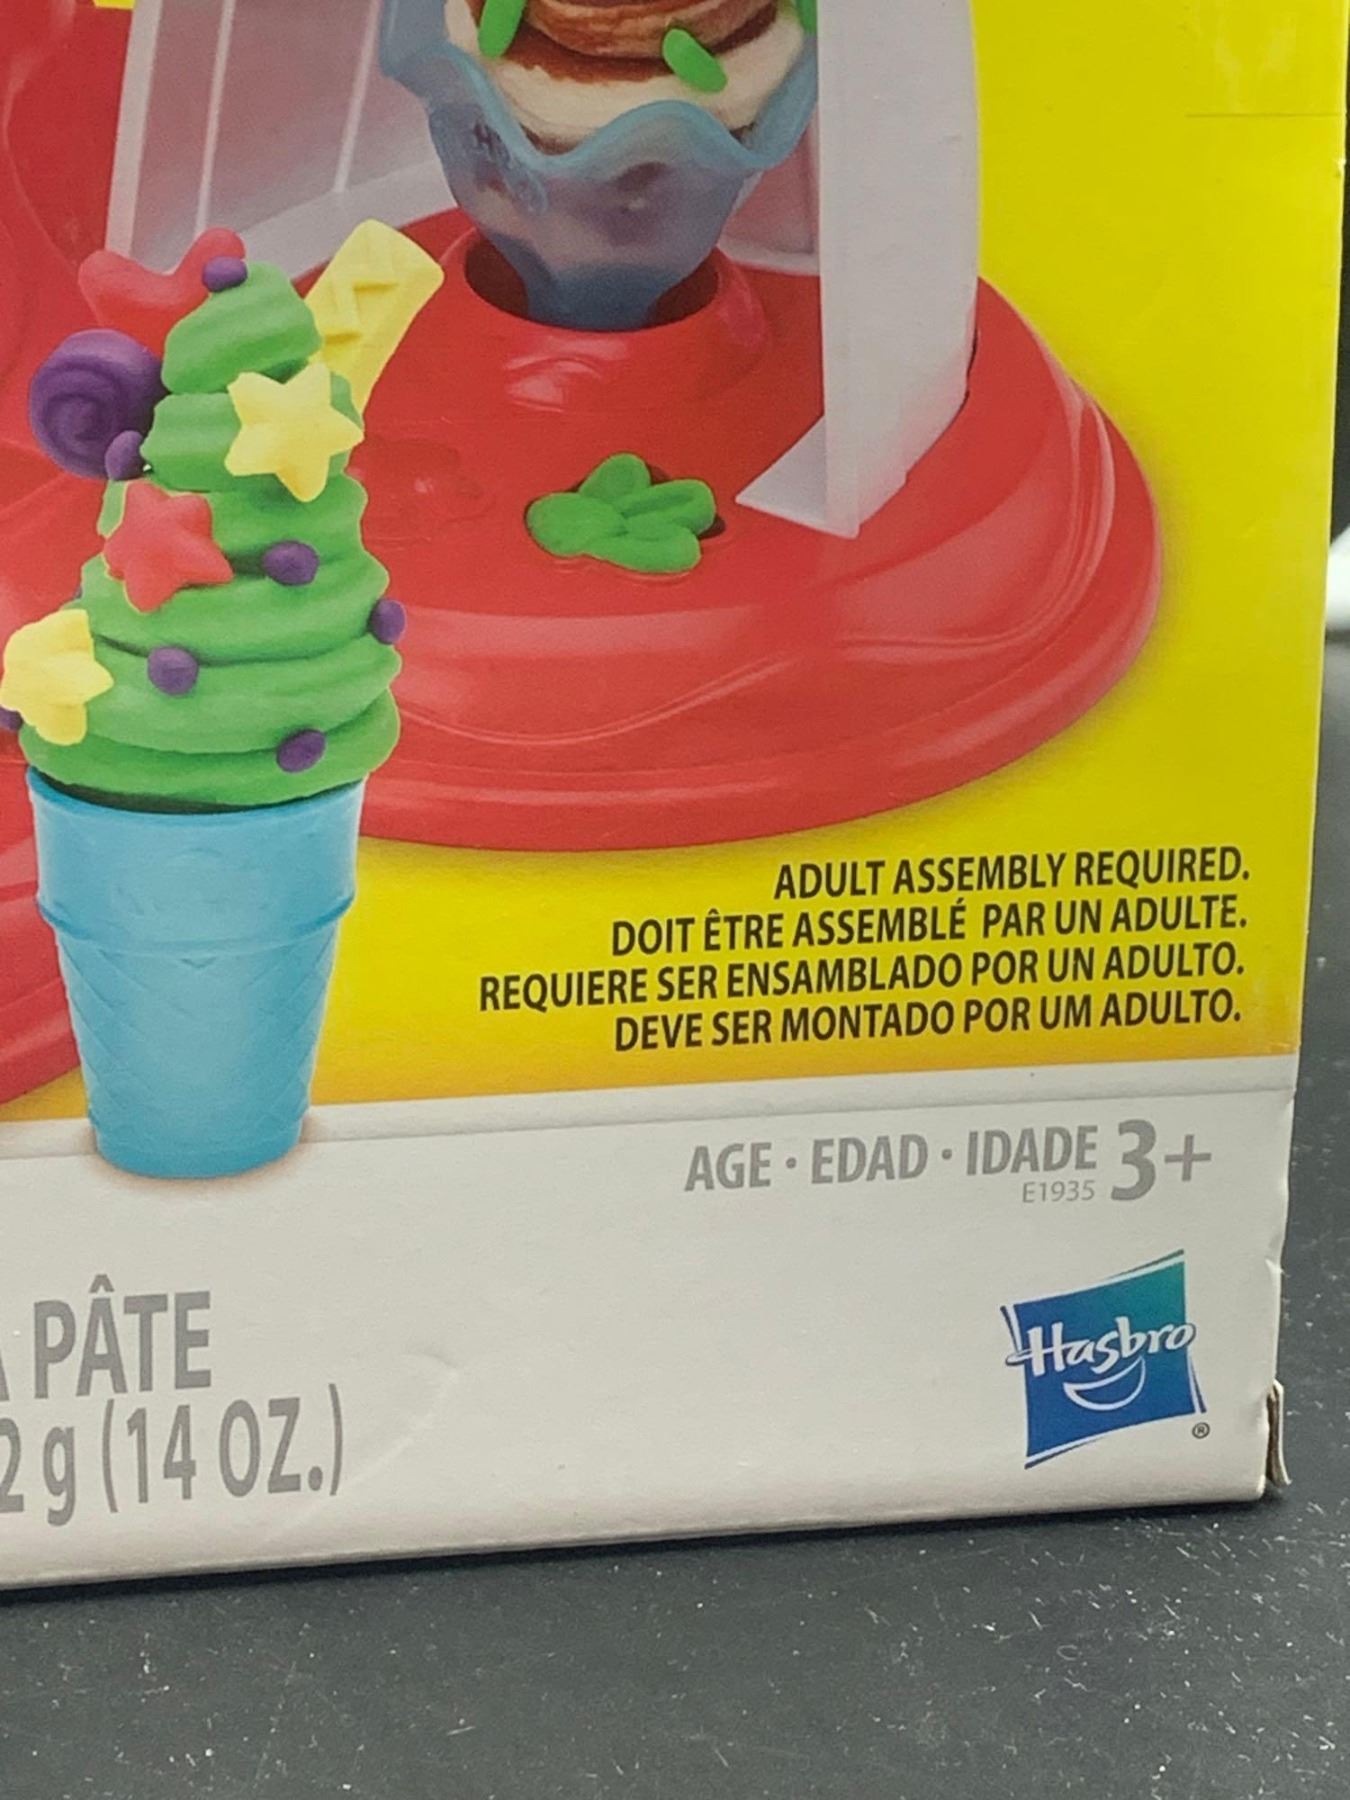 ADULT ASSEMBLY REQUIRED.
DOIT ÊTRE ASSEMBLÉ PAR UN ADULTE.
REQUIERE SER ENSAMBLADO POR UN ADULTO.
DEVE SER MONTADO POR UM ADULTO.
AGE • EDAD • IDADE 3+
E1935
PÂTE
g (14 OZ.)
Hasbro ®